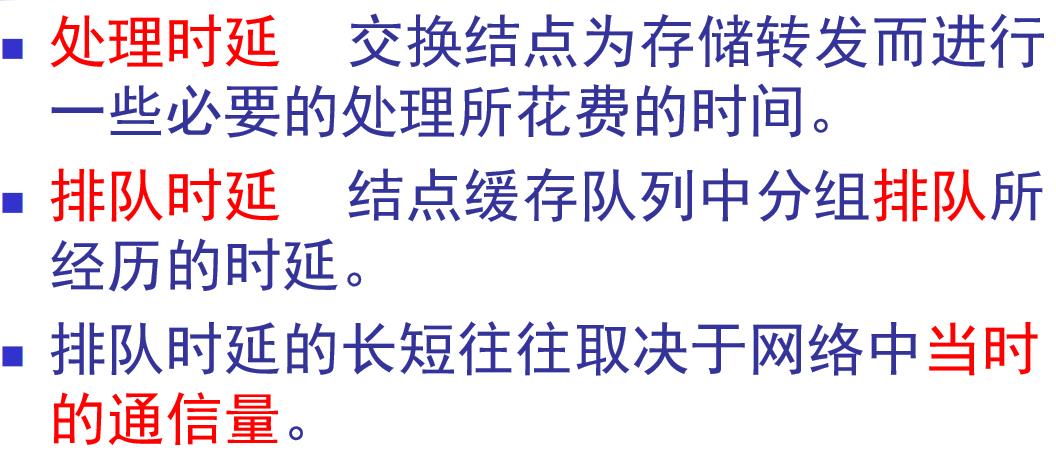 ■ 处理时延 交换结点为存储转发而进行
一些必要的处理所花费的时间。
■ 排队时延 结点缓存队列中分组排队所
经历的时延。
■ 排队时延的长短往往取决于网络中当时
的通信量。